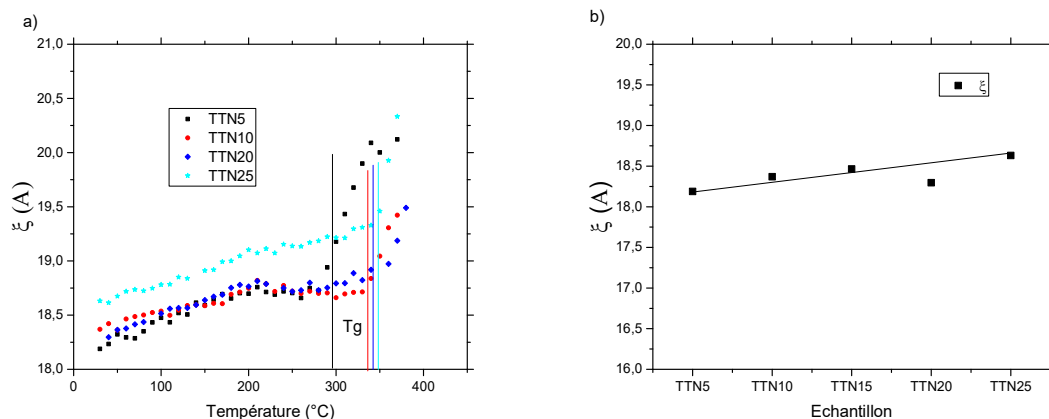 a)
21,0
20,5
20,0
19,5
19,0
18,5
18,0
ξ (A)
TTN5
TTN10
TTN20
TTN25
Tg
0
100
200
300
400
Température (°C)
b)
20,0
19,5
19,0
18,5
18,0
17,5
17,0
16,5
16,0
ξ (A)
ξ
TTN5
TTN10
TTN15
TTN20
TTN25
Echantillon